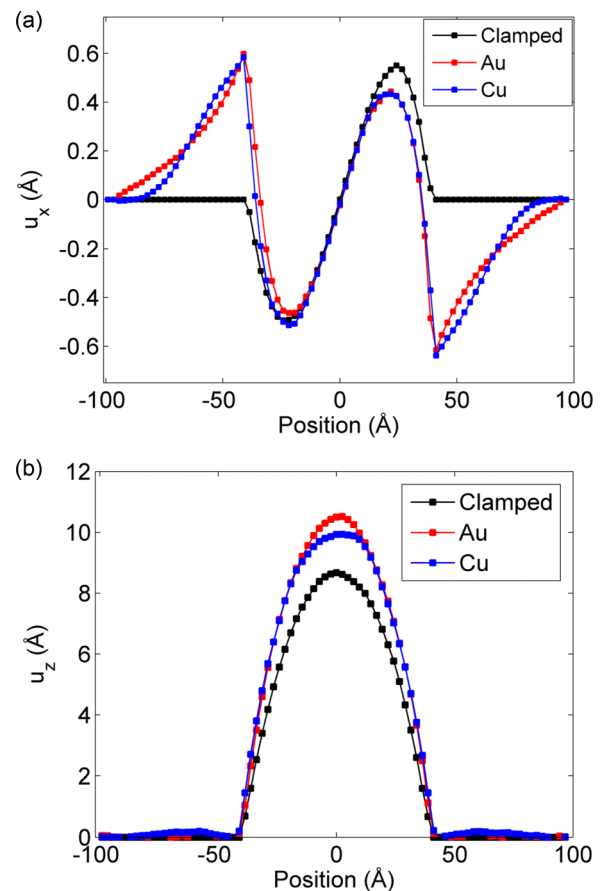 (a)
0.6
0.4
0.2
0
-0.2
-0.4
-0.6
u_x (Å)
Clamped
Au
Cu
-100 -50 0 50 100
Position (Å)
(b)
12
10
8
6
4
2
0
u_z (Å)
Clamped
Au
Cu
-100 -50 0 50 100
Position (Å)